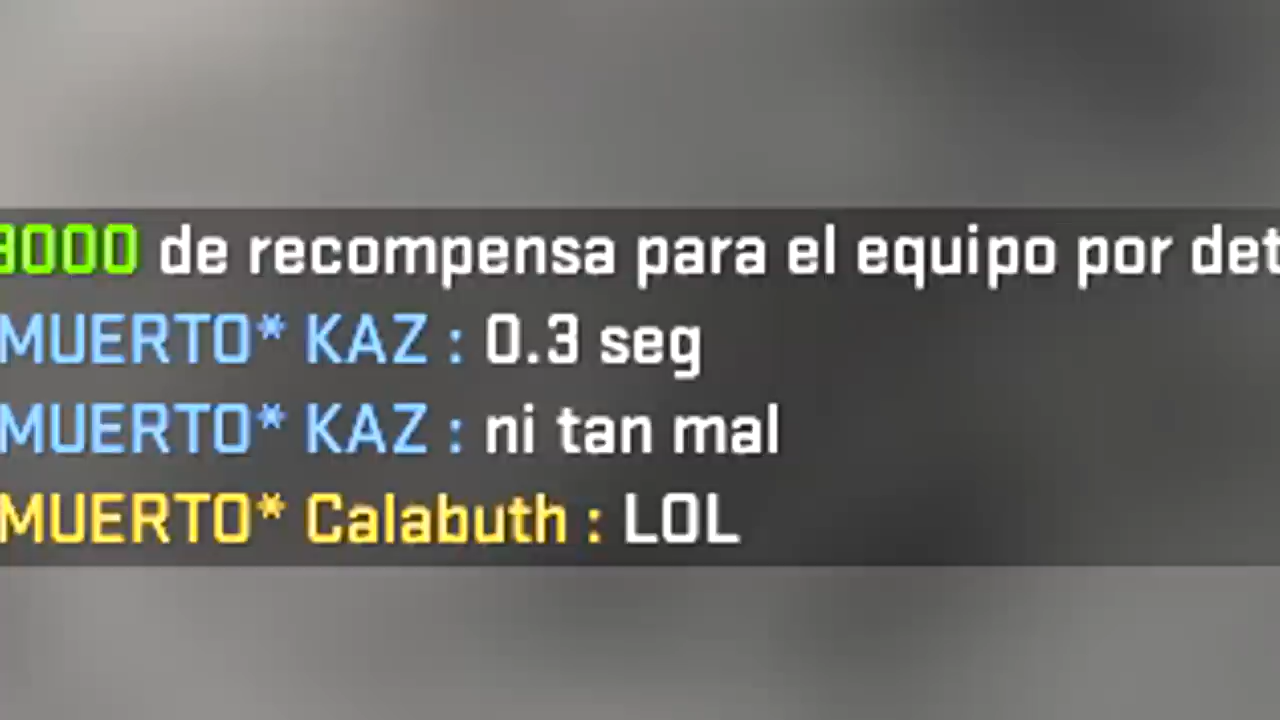 3000 de recompensa para el equipo por det
MUERTO* KAZ : 0.3 seg
MUERTO* KAZ : ni tan mal
MUERTO* Calabuth : LOL